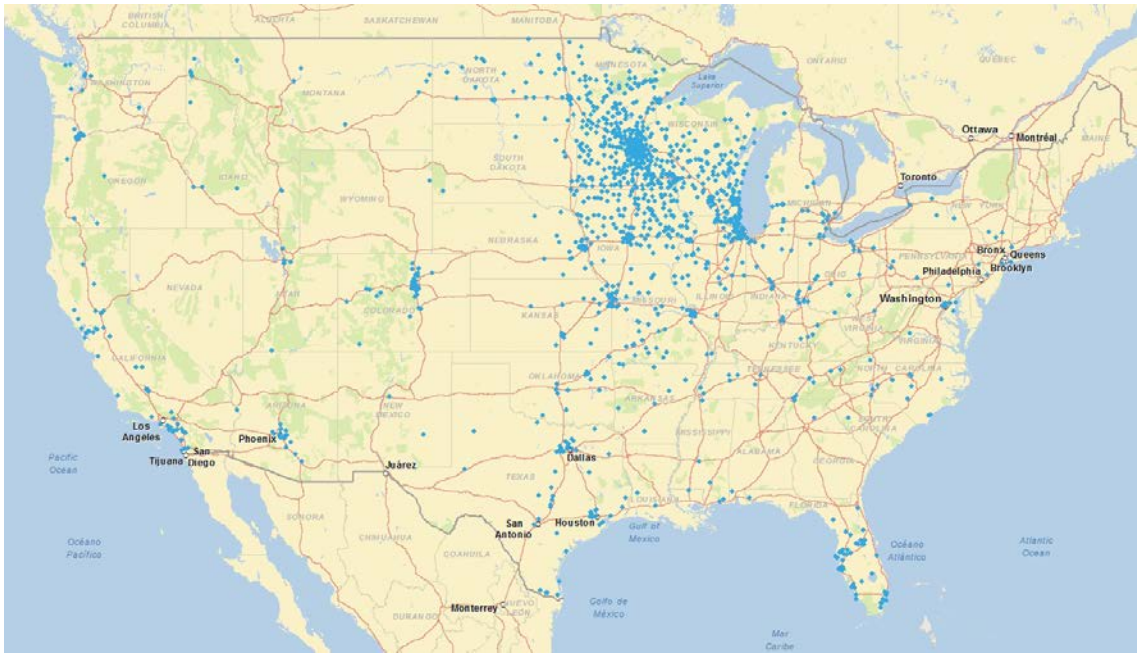 BRITISH
COLUMBIA
ALBERTA
SASKATCHEWAN
MANITOBA
ONTARIO
QUÉBEC
WASHINGTON
MONTANA
NORTH
DAKOTA
MINNESOTA
Lake
Superior
WISCONSIN
Ottawa
Montréal
MAINE
OREGON
IDAHO
WYOMING
SOUTH
DAKOTA
MICHIGAN
Toronto
NEW YORK
NEBRASKA
IOWA
PENNSYLVANIA
Bronx
Queens
Brooklyn
Philadelphia
NEVADA
UTAH
COLORADO
KANSAS
MISSOURI
ILLINOIS
INDIANA
OHIO
Washington
WEST
VIRGINIA
VIRGINIA
KENTUCKY
CALIFORNIA
ARIZONA
NEW
MEXICO
OKLAHOMA
ARKANSAS
TENNESSEE
NORTH CAROLINA
SOUTH
CAROLINA
Los
Angeles
Phoenix
San
Diego
Tijuana
Pacific
Ocean
Juárez
TEXAS
Dallas
MISSISSIPPI
ALABAMA
GEORGIA
LOUISIANA
FLORIDA
San
Antonio
Houston
Gulf of
Mexico
SONORA
CHIHUAHUA
COAHUILA
Océano
Pacífico
Océano
Atlántico
Atlantic
Ocean
Monterrey
NUEVO
LEÓN
DURANGO
Golfo de
México
Mar
Caribe